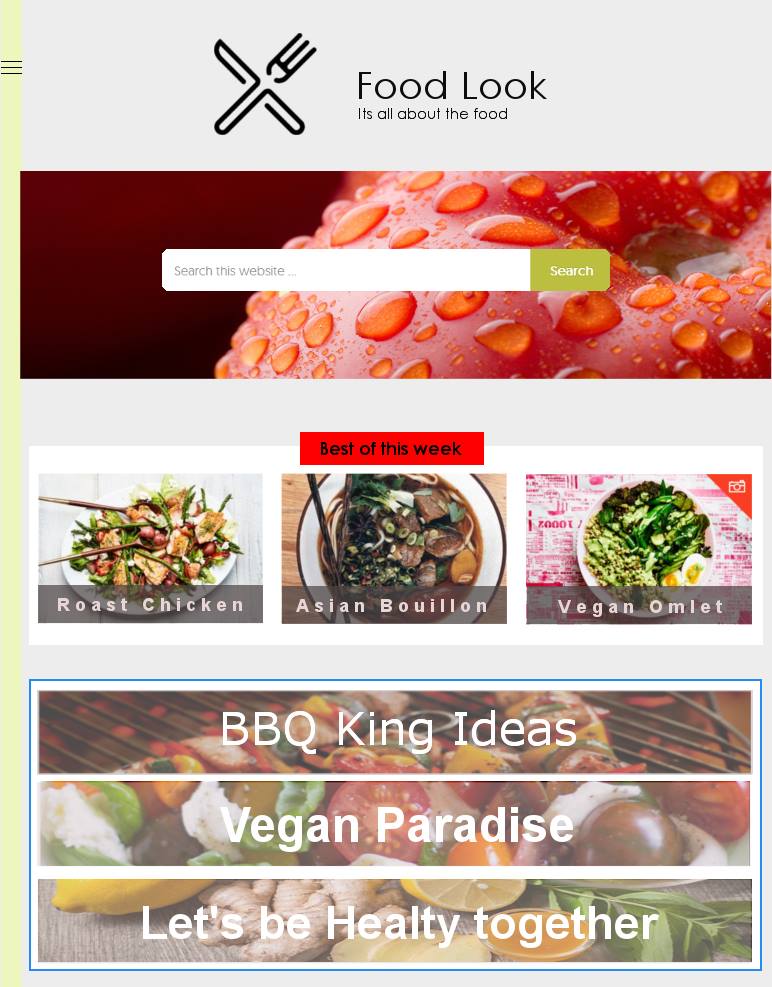 Food Look
Its all about the food
Search this website ...
Search
Best of this week
Roast Chicken
Asian Bouillon
Vegan Omlet
BBQ King Ideas
Vegan Paradise
Let's be Healty together